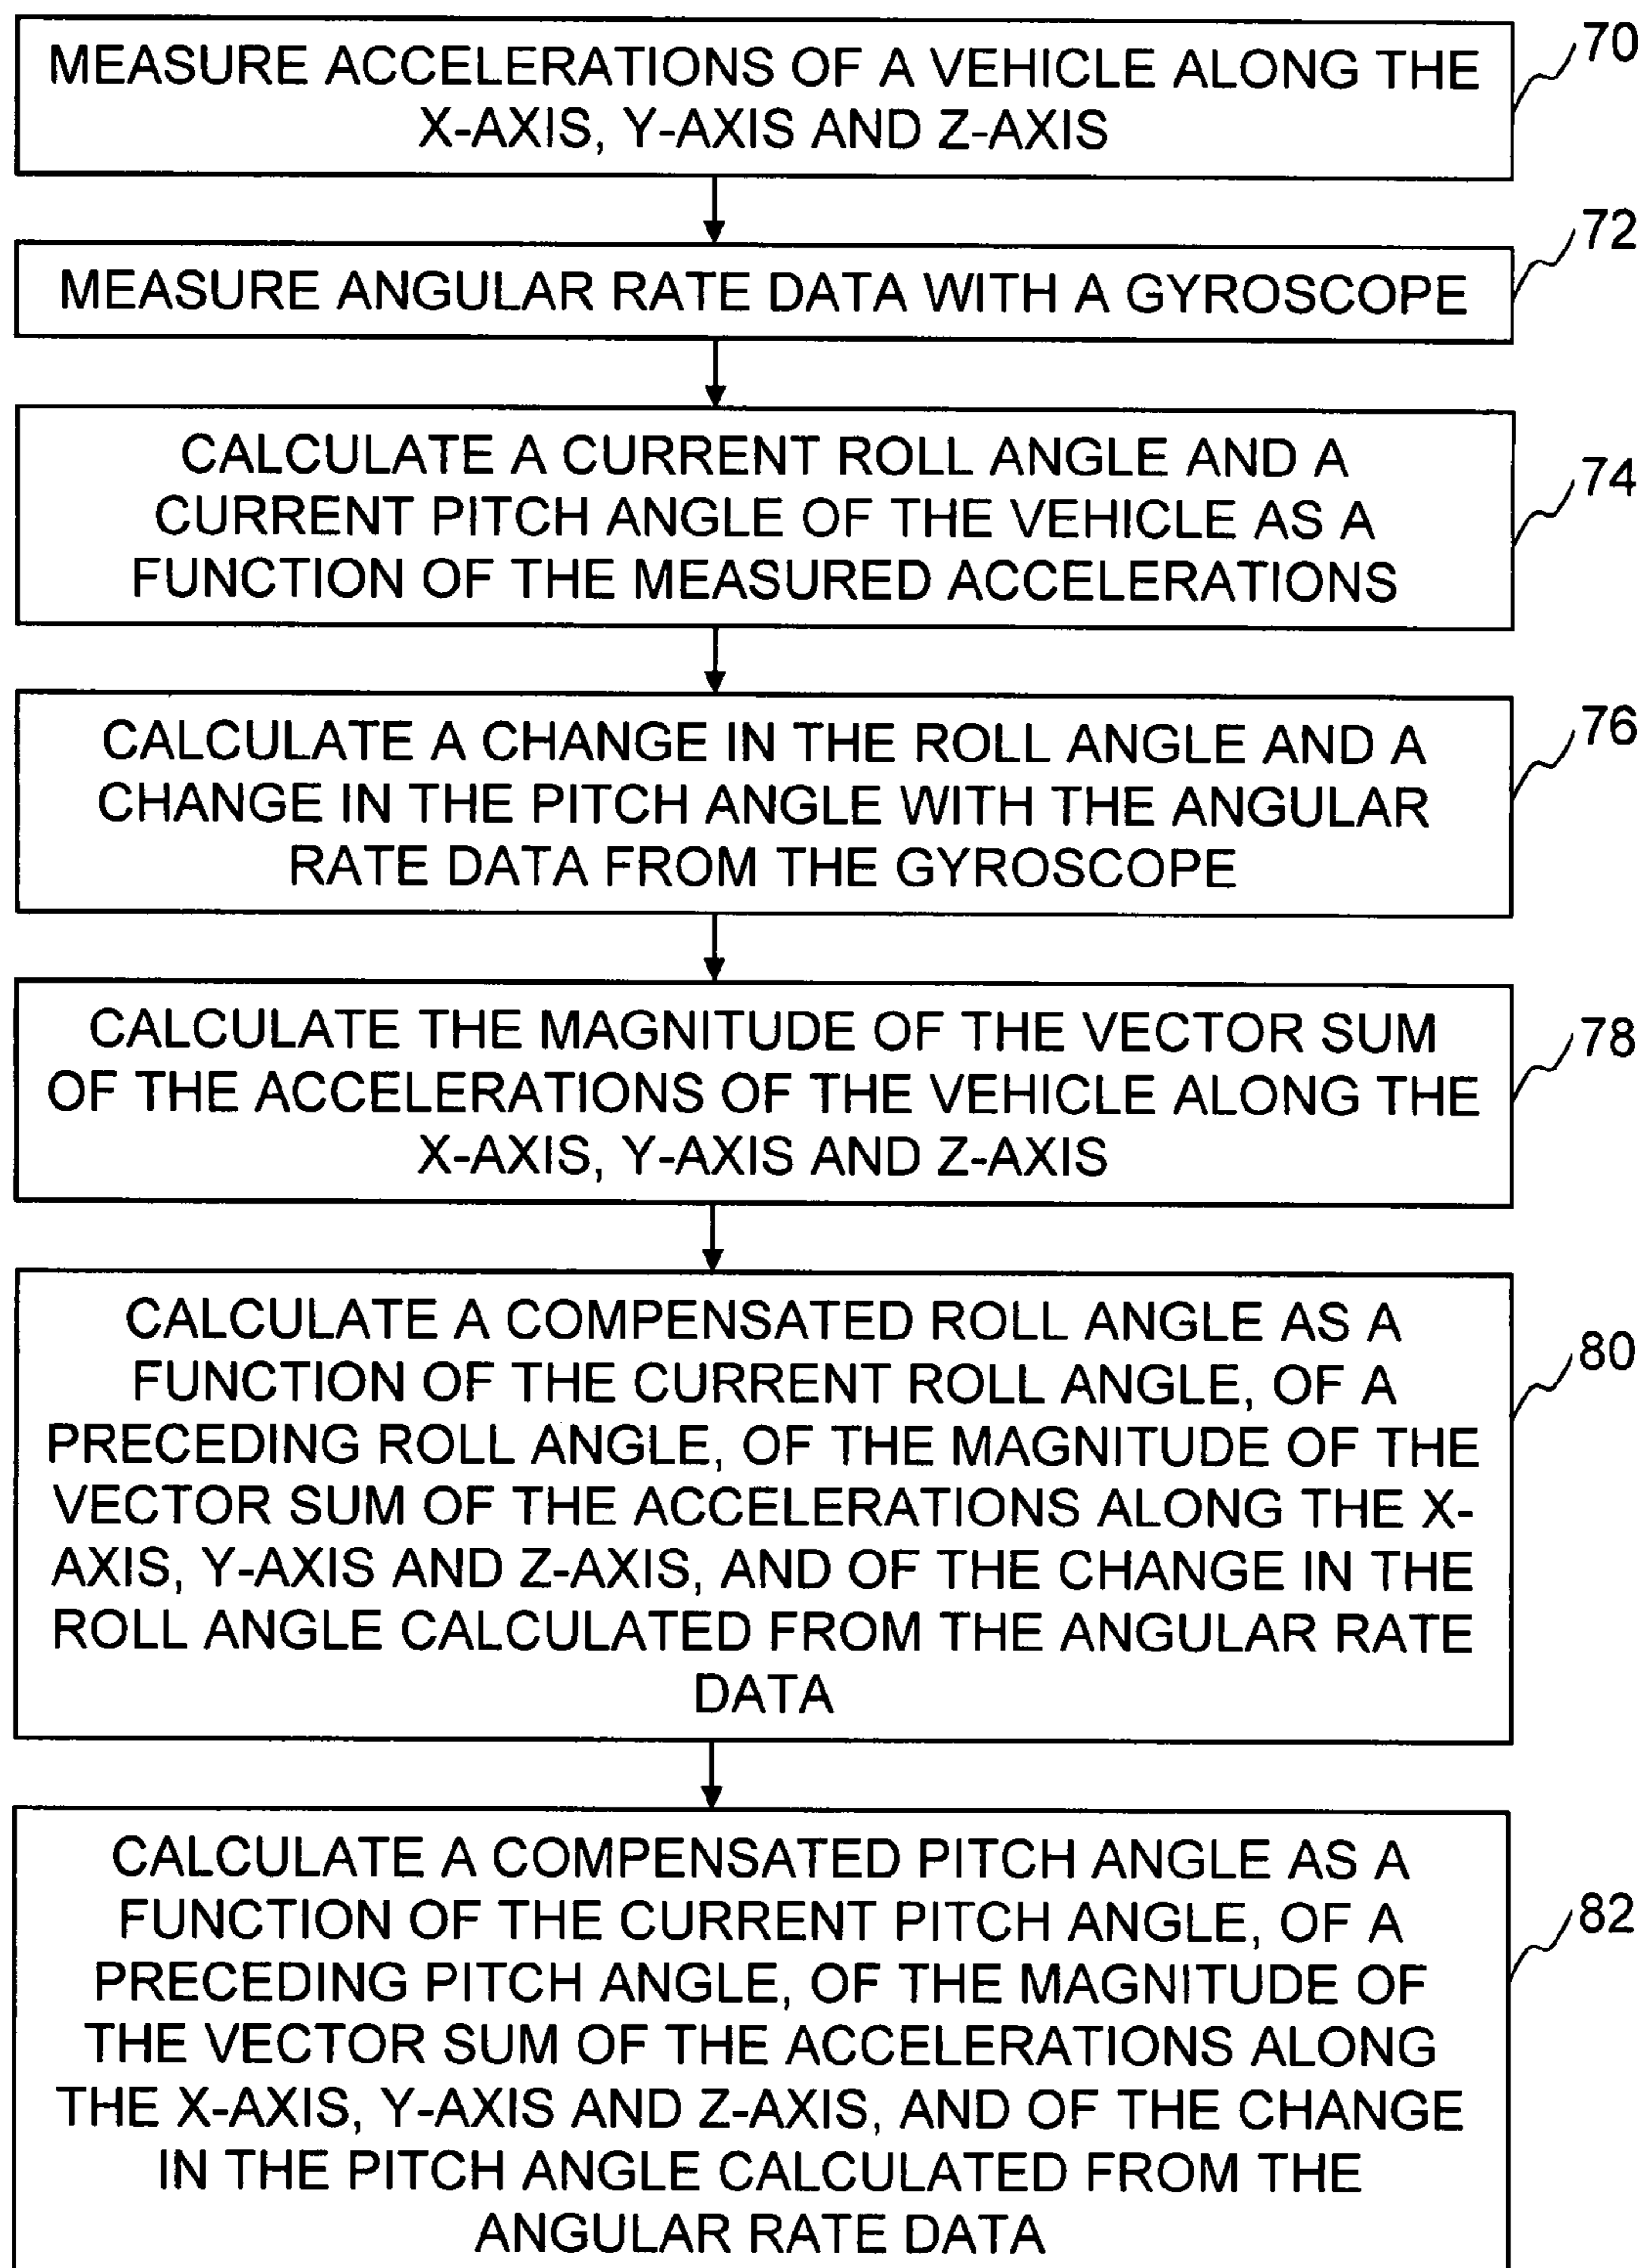 MEASURE ACCELERATIONS OF A VEHICLE ALONG THE
X-AXIS, Y-AXIS AND Z-AXIS
70
MEASURE ANGULAR RATE DATA WITH A GYROSCOPE
72
CALCULATE A CURRENT ROLL ANGLE AND A
CURRENT PITCH ANGLE OF THE VEHICLE AS A
FUNCTION OF THE MEASURED ACCELERATIONS
74
CALCULATE A CHANGE IN THE ROLL ANGLE AND A
CHANGE IN THE PITCH ANGLE WITH THE ANGULAR
RATE DATA FROM THE GYROSCOPE
76
CALCULATE THE MAGNITUDE OF THE VECTOR SUM
OF THE ACCELERATIONS OF THE VEHICLE ALONG THE
X-AXIS, Y-AXIS AND Z-AXIS
78
CALCULATE A COMPENSATED ROLL ANGLE AS A
FUNCTION OF THE CURRENT ROLL ANGLE, OF A
PRECEDING ROLL ANGLE, OF THE MAGNITUDE OF THE
VECTOR SUM OF THE ACCELERATIONS ALONG THE X-
AXIS, Y-AXIS AND Z-AXIS, AND OF THE CHANGE IN THE
ROLL ANGLE CALCULATED FROM THE ANGULAR RATE
DATA
80
CALCULATE A COMPENSATED PITCH ANGLE AS A
FUNCTION OF THE CURRENT PITCH ANGLE, OF A
PRECEDING PITCH ANGLE, OF THE MAGNITUDE OF
THE VECTOR SUM OF THE ACCELERATIONS ALONG
THE X-AXIS, Y-AXIS AND Z-AXIS, AND OF THE CHANGE
IN THE PITCH ANGLE CALCULATED FROM THE
ANGULAR RATE DATA
82